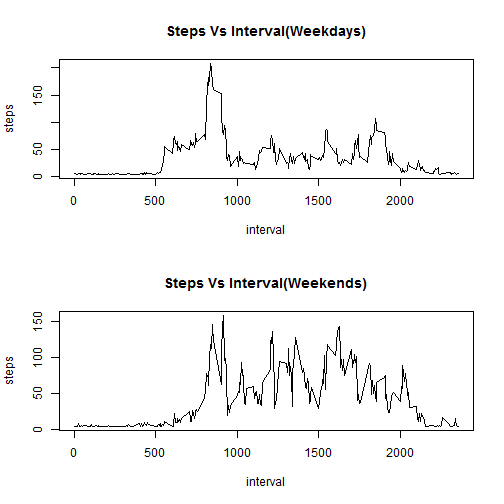 Steps Vs Interval(Weekdays)
steps
0 50 150
0 500 1000 1500 2000
interval
Steps Vs Interval(Weekends)
steps
0 50 100 150
0 500 1000 1500 2000
interval